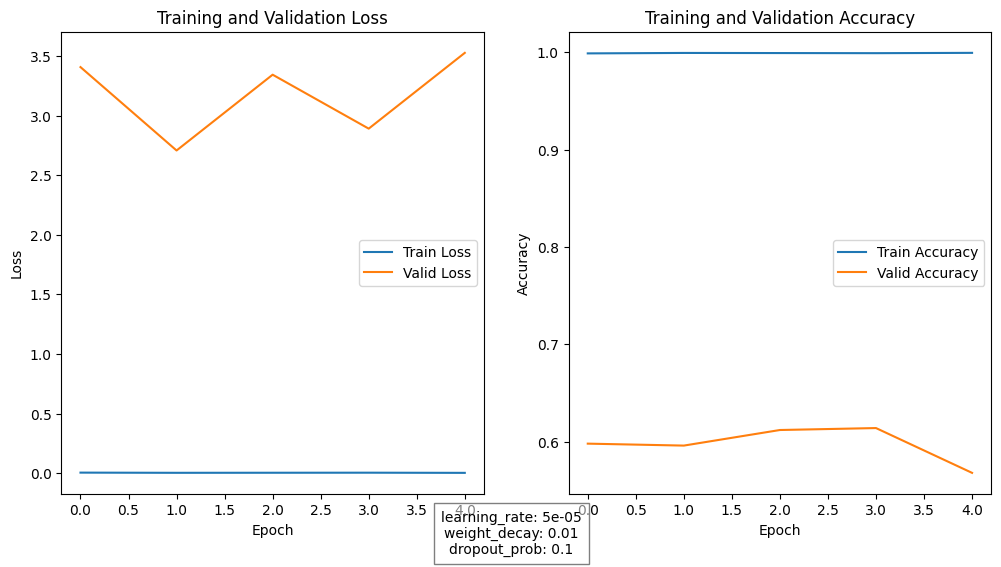 Training and Validation Loss
3.5
3.0
2.5
2.0
1.5
1.0
0.5
0.0
Loss
Train Loss
Valid Loss
0.0 0.5 1.0 1.5 2.0 2.5 3.0 3.5 4.0
Epoch
Training and Validation Accuracy
1.0
0.9
0.8
0.7
0.6
Accuracy
Train Accuracy
Valid Accuracy
0.0 0.5 1.0 1.5 2.0 2.5 3.0 3.5 4.0
Epoch
learning_rate: 5e-05
weight_decay: 0.01
dropout_prob: 0.1